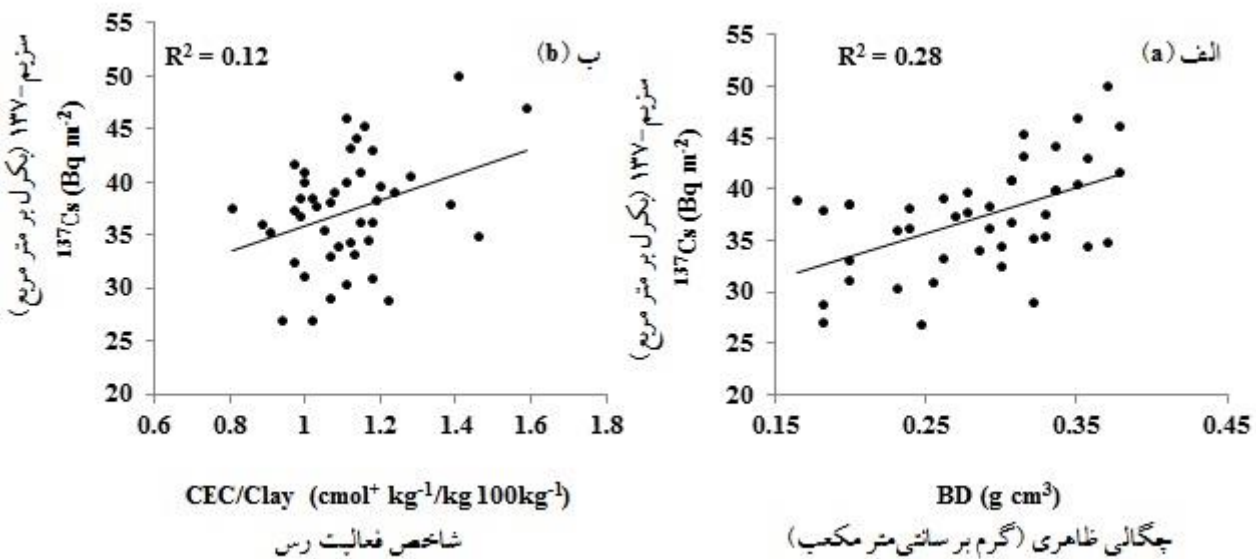 ب (b)
R² = 0.12
سزیم-۱۳۷ (بکرل بر متر مربع)
¹³⁷Cs (Bq m⁻²)
55
50
45
40
35
30
25
20
0.6 0.8 1 1.2 1.4 1.6 1.8
CEC/Clay (cmol⁺ kg⁻¹/kg 100kg⁻¹)
شاخص فعالیت رس
الف (a)
R² = 0.28
سزیم-۱۳۷ (بکرل بر متر مربع)
¹³⁷Cs (Bq m⁻²)
55
50
45
40
35
30
25
20
0.15 0.25 0.35 0.45
BD (g cm³)
چگالی ظاهری (گرم بر سانتی‌متر مکعب)